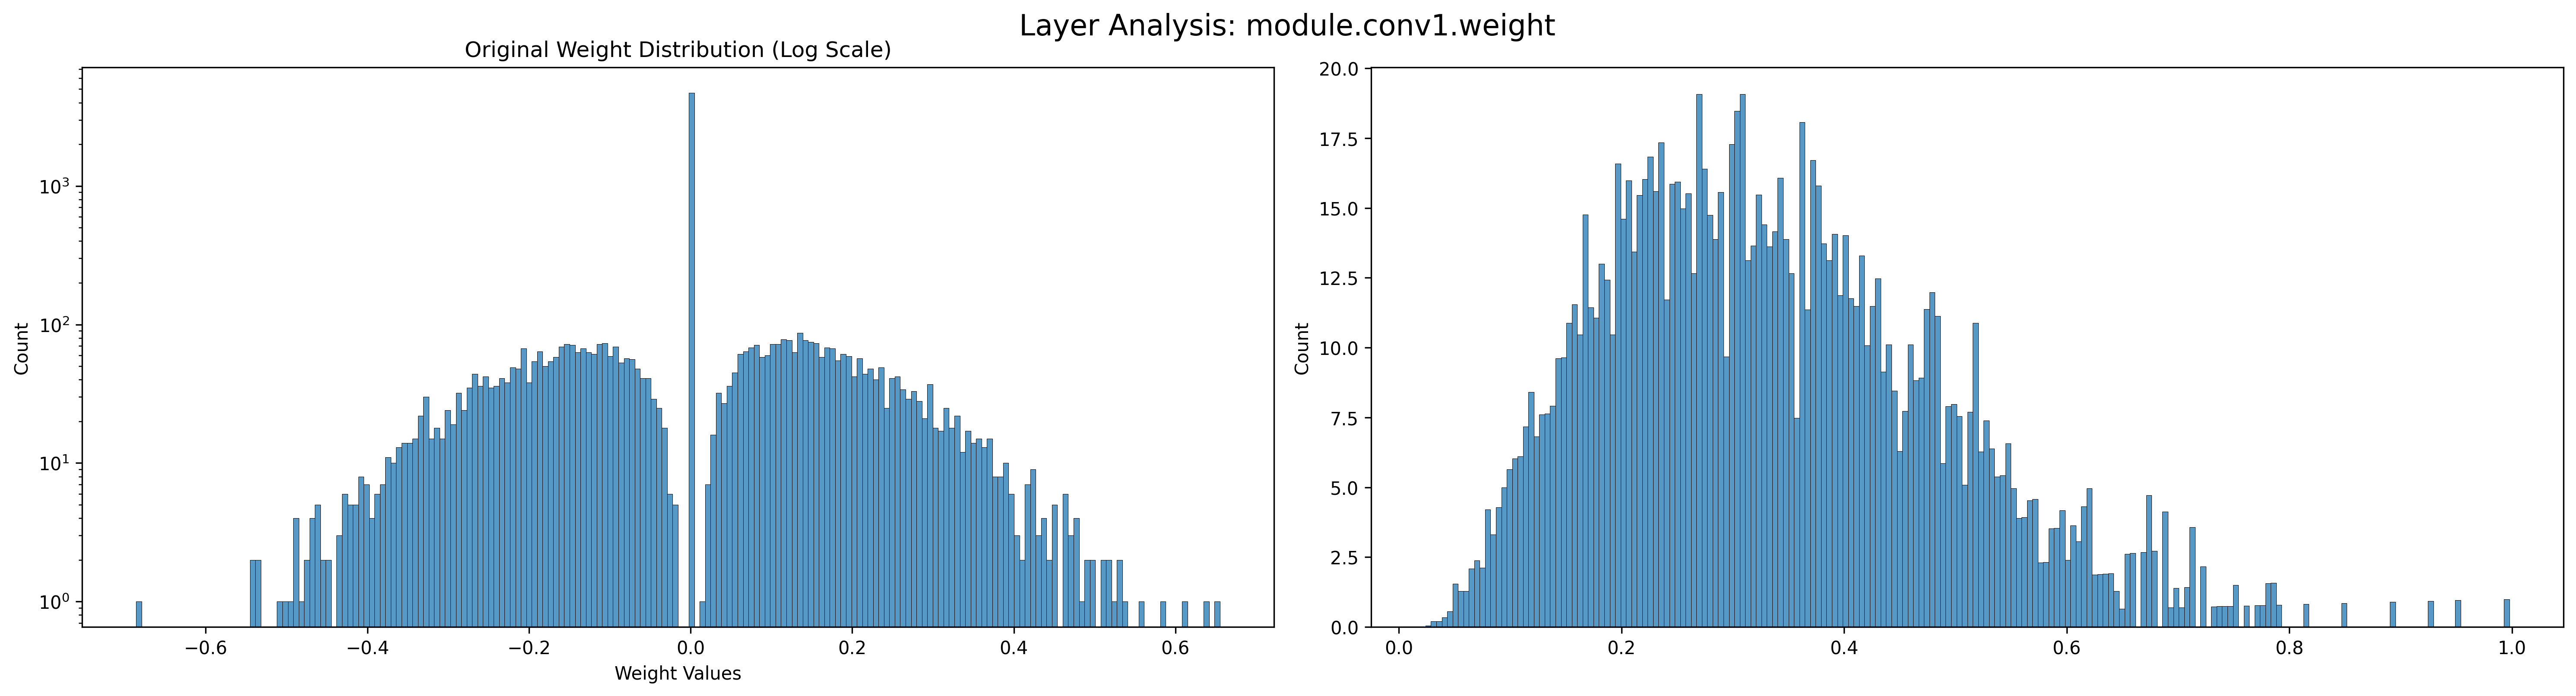 Layer Analysis: module.conv1.weight
Original Weight Distribution (Log Scale)
Count
10³
10²
10¹
10⁰
−0.6 −0.4 −0.2 0.0 0.2 0.4 0.6
Weight Values
Count
20.0
17.5
15.0
12.5
10.0
7.5
5.0
2.5
0.0
0.0 0.2 0.4 0.6 0.8 1.0